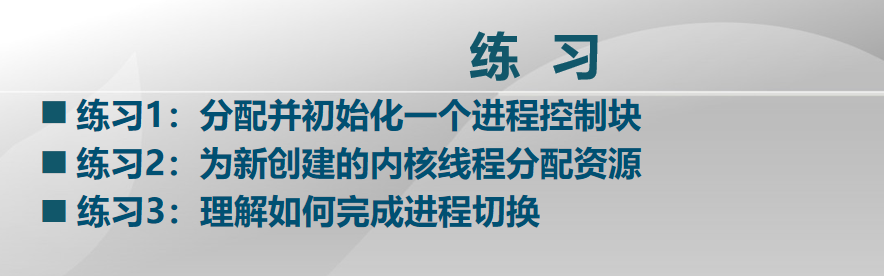 练 习
练习1：分配并初始化一个进程控制块
练习2：为新创建的内核线程分配资源
练习3：理解如何完成进程切换